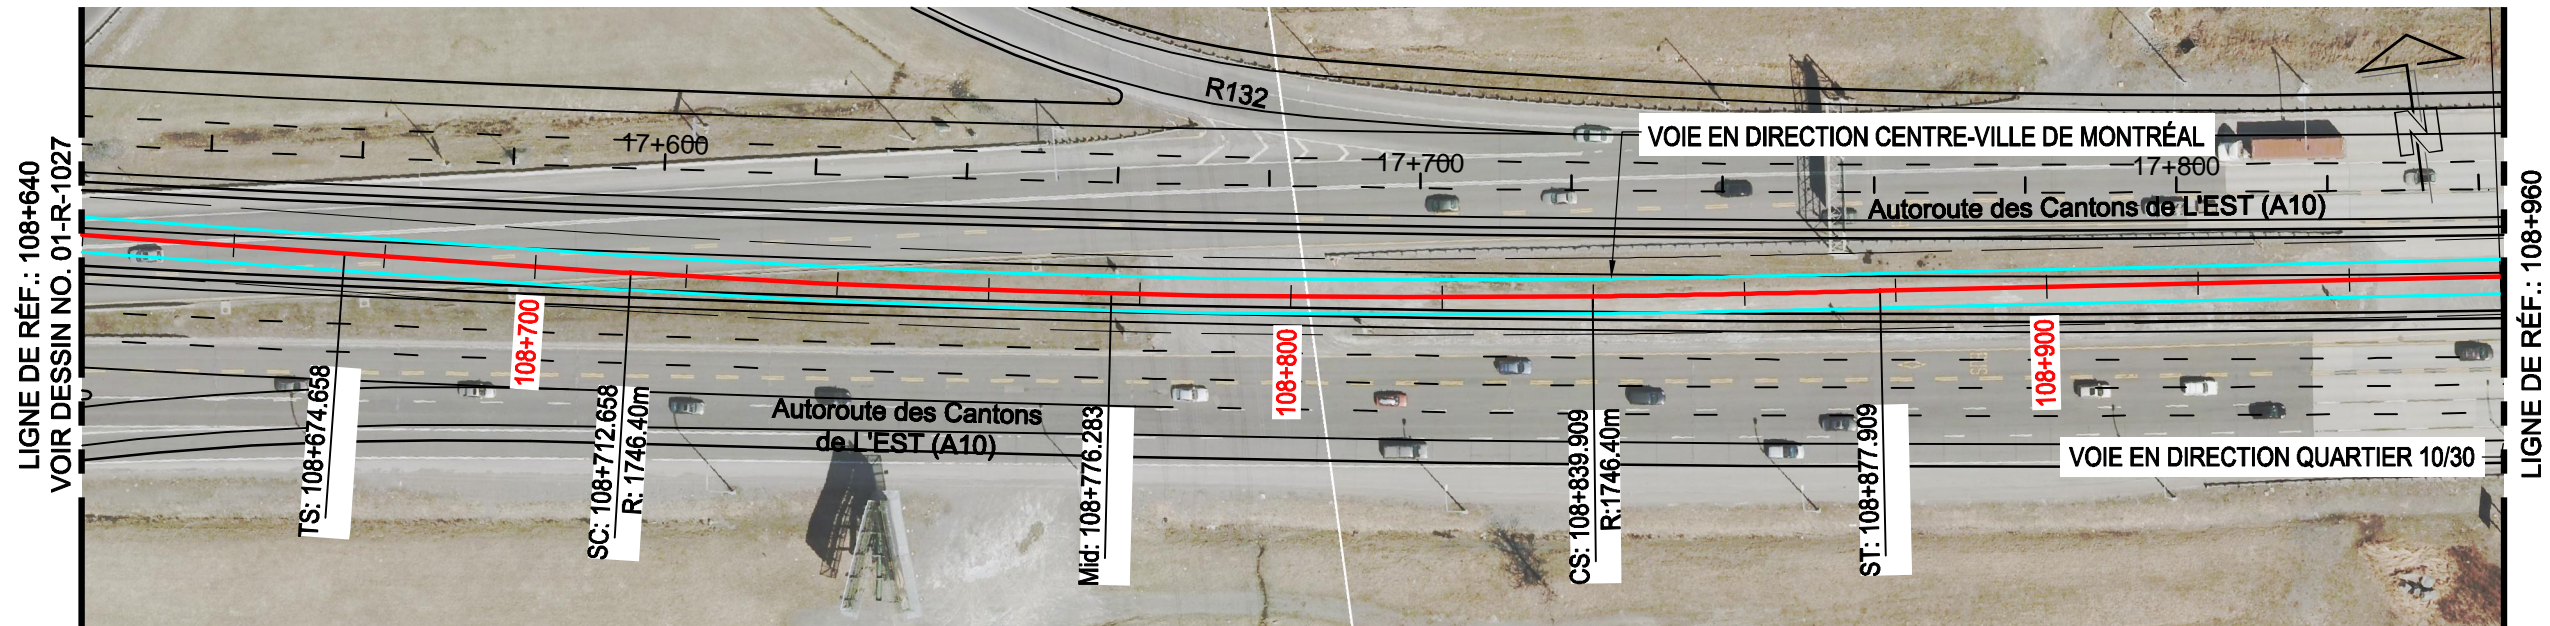 LIGNE DE RÉF.: 108+640
VOIR DESSIN NO. 01-R-1027
R132
17+600
17+700
17+800
VOIE EN DIRECTION CENTRE-VILLE DE MONTRÉAL
Autoroute des Cantons de L'EST (A10)
N
108+700
108+800
108+900
TS: 108+674.658
SC: 108+712.658
R: 1746.40m
Autoroute des Cantons
de L'EST (A10)
Mid: 108+776.283
CS: 108+839.909
R:1746.40m
ST: 108+877.909
VOIE EN DIRECTION QUARTIER 10/30
LIGNE DE RÉF.: 108+960